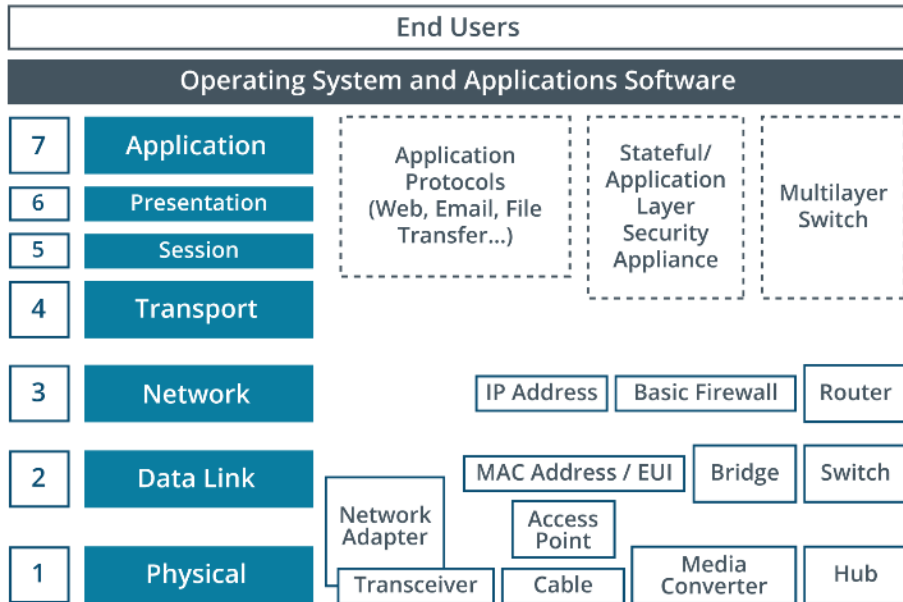 End Users
Operating System and Applications Software
7
Application
6
Presentation
5
Session
4
Transport
Application
Protocols
(Web, Email, File
Transfer...)
Stateful/
Application
Layer
Security
Appliance
Multilayer
Switch
3
Network
IP Address
Basic Firewall
Router
2
Data Link
MAC Address / EUI
Bridge
Switch
Network
Adapter
Access
Point
1
Physical
Transceiver
Cable
Media
Converter
Hub